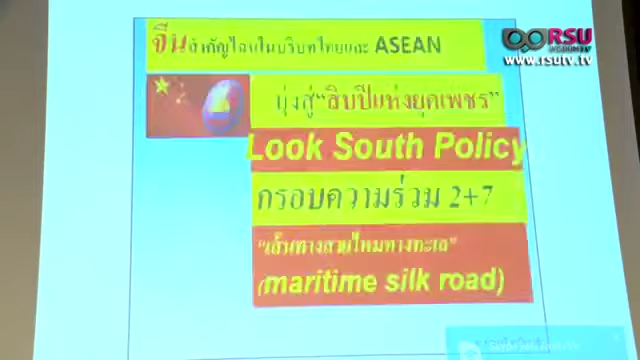 RSU
WISDOM TV
www.rsutv.tv
จีนสำคัญไฉนในบริบทไทยและ ASEAN
มุ่งสู่“สิบปีแห่งยุคเพชร”
Look South Policy
กรอบความร่วม 2+7
“เส้นทางสายไหมทางทะเล”
(maritime silk road)